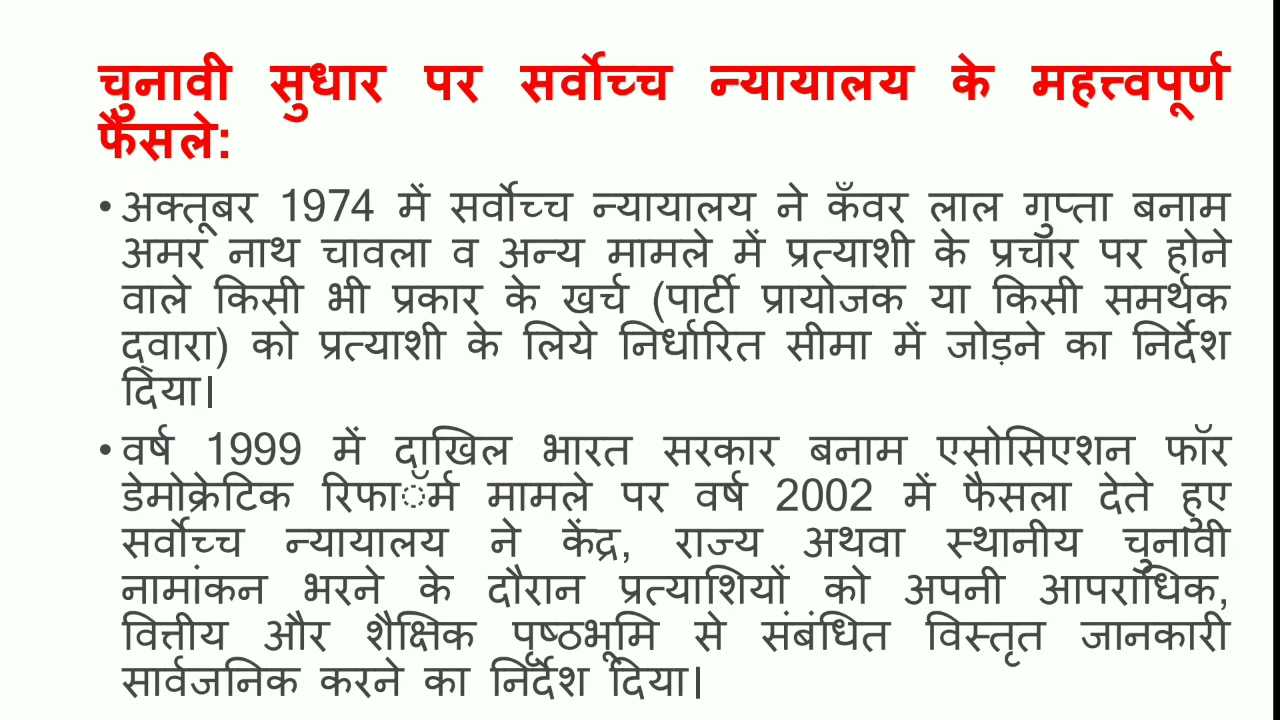 चुनावी सुधार पर सर्वोच्च न्यायालय के महत्त्वपूर्ण
फैसले:
• अक्तूबर 1974 में सर्वोच्च न्यायालय ने कँवर लाल गुप्ता बनाम
अमर नाथ चावला व अन्य मामले में प्रत्याशी के प्रचार पर होने
वाले किसी भी प्रकार के खर्च (पार्टी प्रायोजक या किसी समर्थक
द्वारा) को प्रत्याशी के लिये निर्धारित सीमा में जोड़ने का निर्देश
दिया।
• वर्ष 1999 में दाखिल भारत सरकार बनाम एसोसिएशन फॉर
डेमोक्रेटिक रिफाॅर्म मामले पर वर्ष 2002 में फैसला देते हुए
सर्वोच्च न्यायालय ने केंद्र, राज्य अथवा स्थानीय चुनावी
नामांकन भरने के दौरान प्रत्याशियों को अपनी आपराधिक,
वित्तीय और शैक्षिक पृष्ठभूमि से संबंधित विस्तृत जानकारी
सार्वजनिक करने का निर्देश दिया।